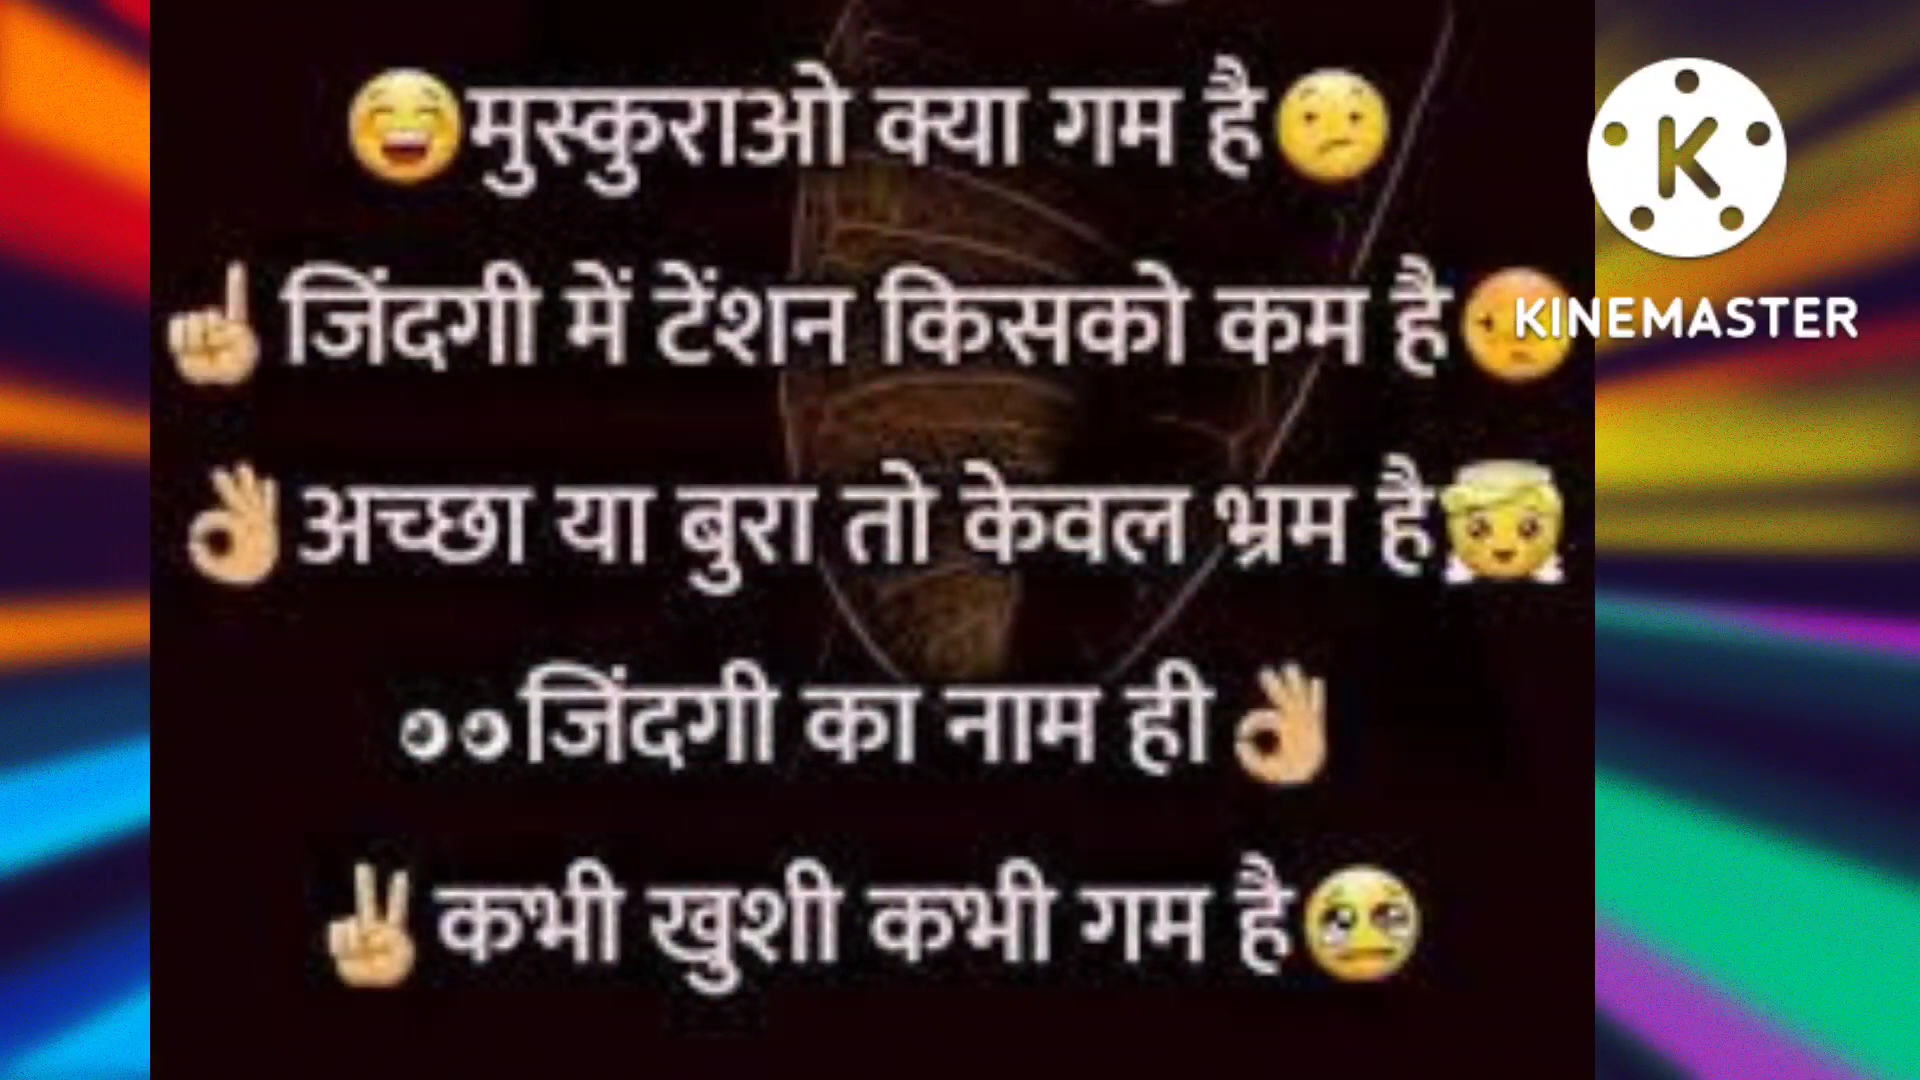 😁मुस्कुराओ क्या गम है😕
☝जिंदगी में टेंशन किसको कम है😞
👌अच्छा या बुरा तो केवल भ्रम है👼
👀जिंदगी का नाम ही👌
✌कभी खुशी कभी गम है😢
K
KINEMASTER